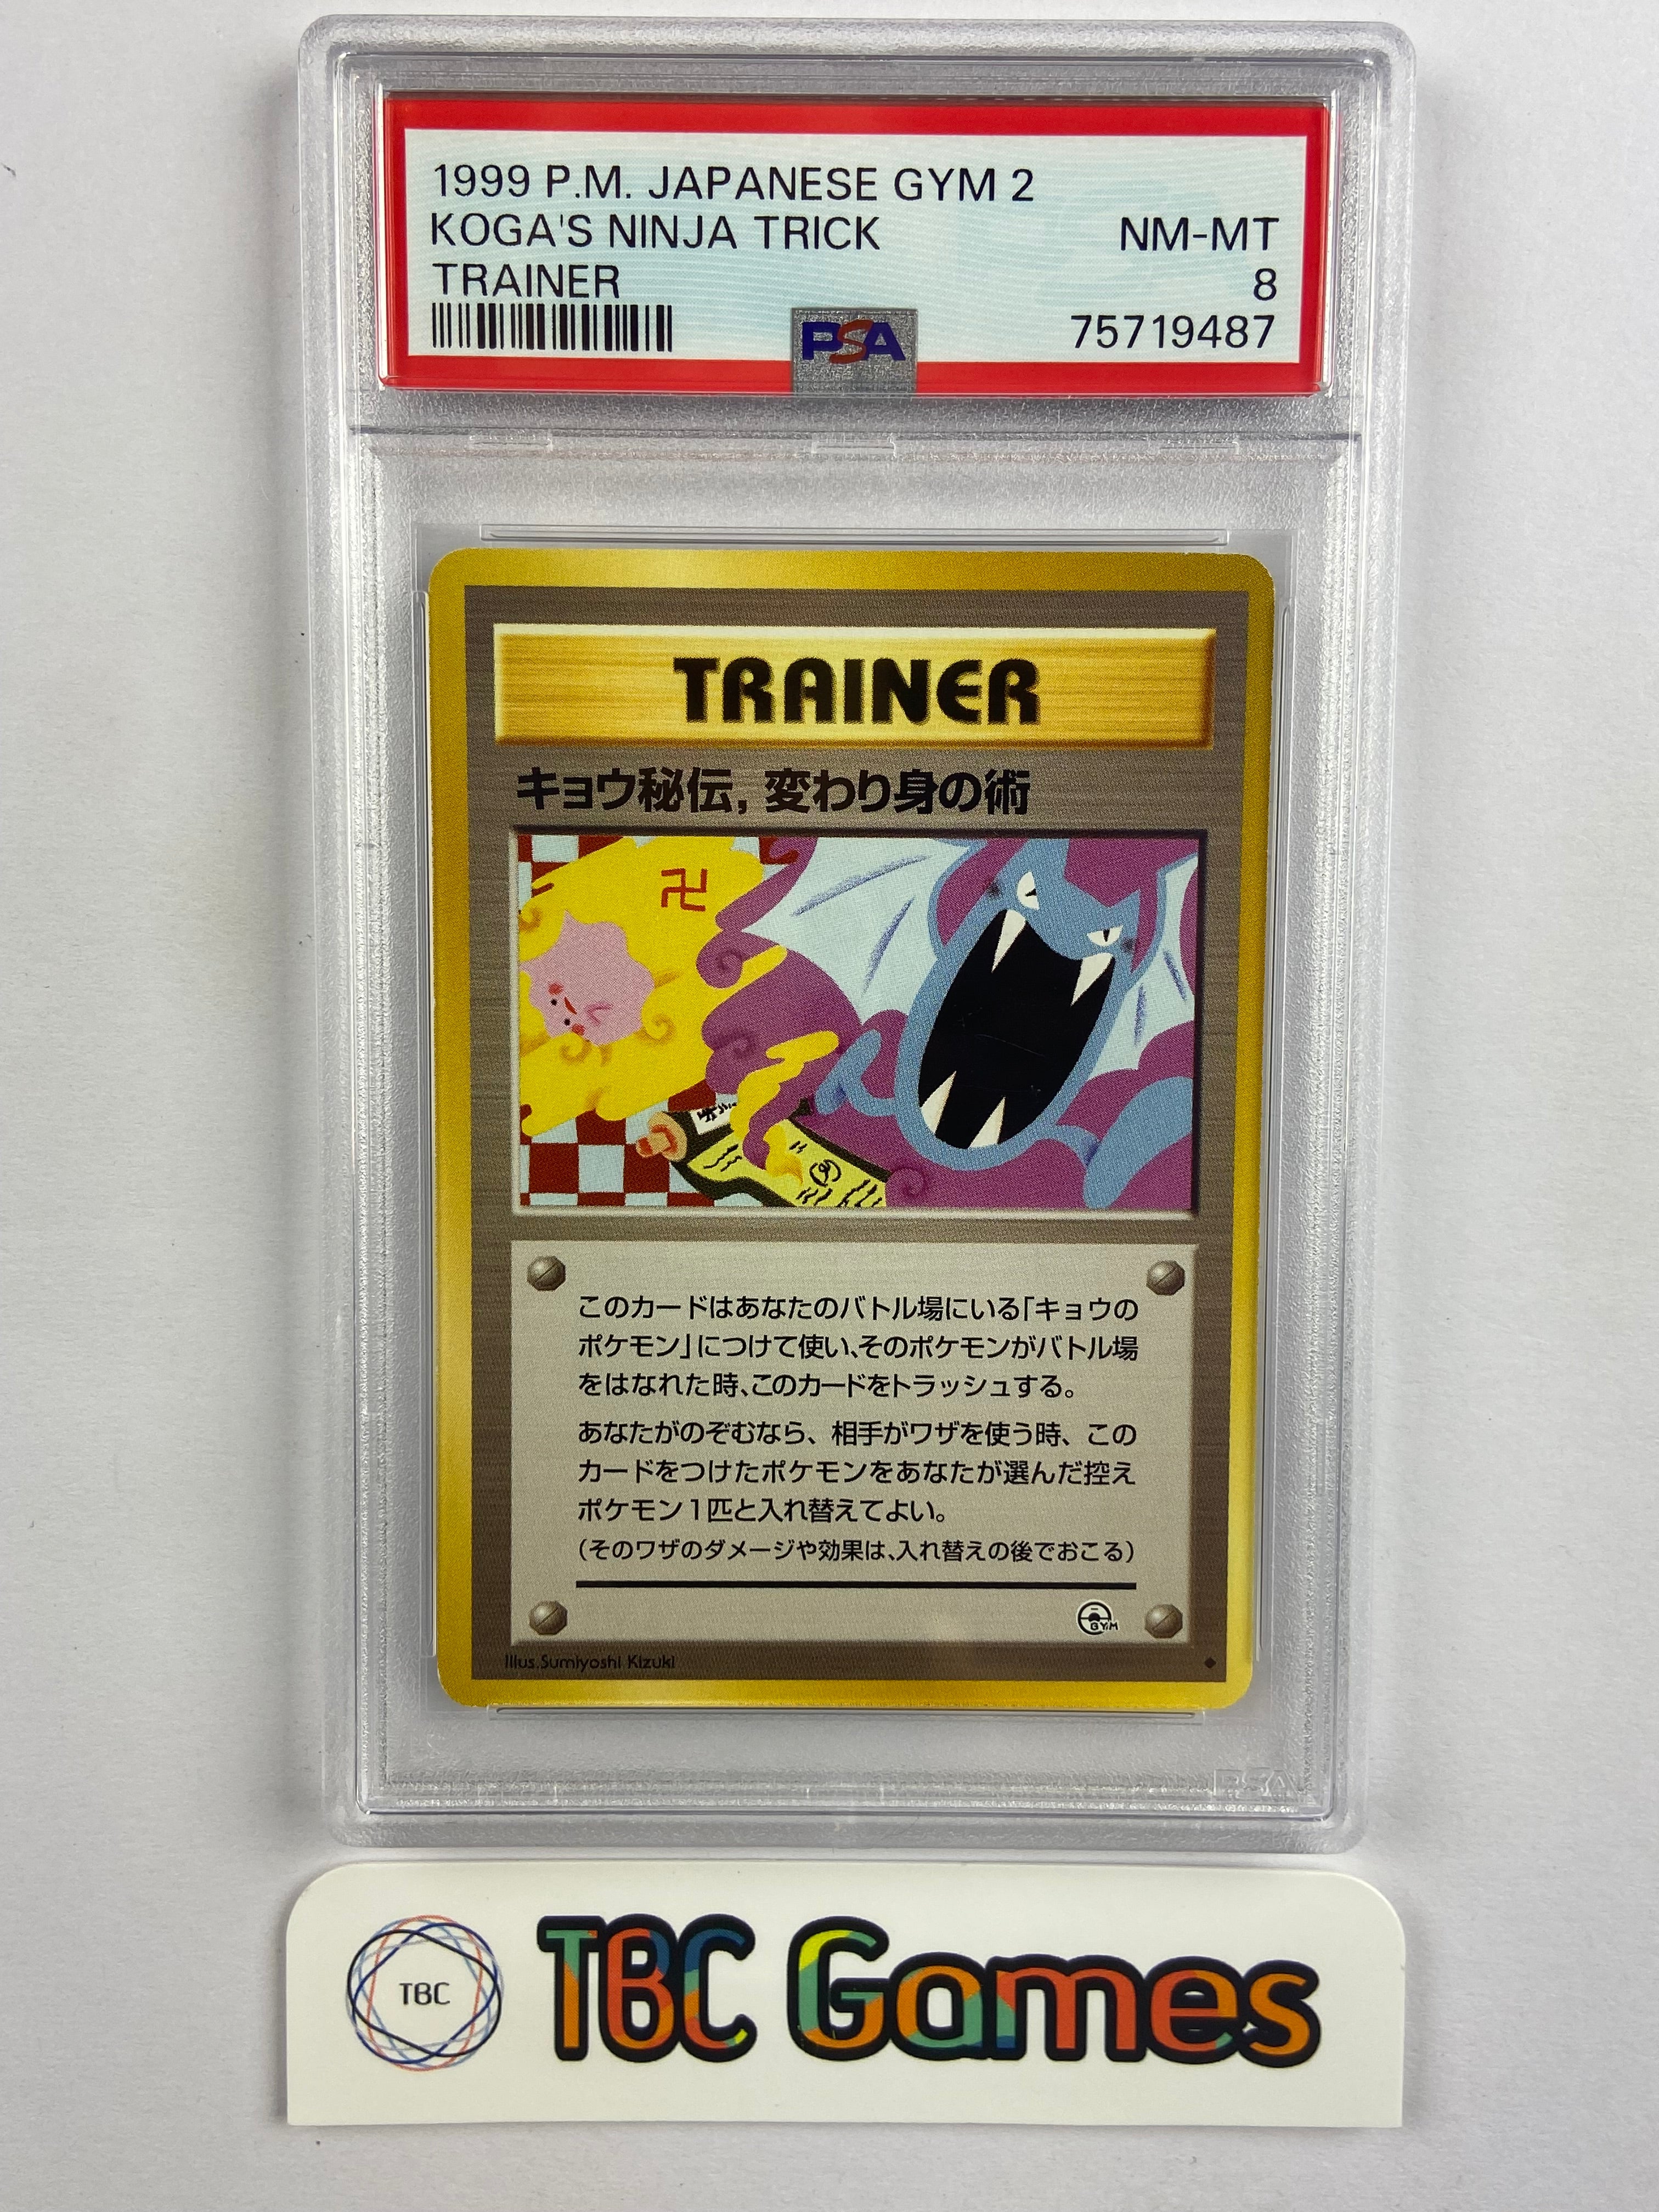 1999 P.M. JAPANESE GYM 2
KOGA'S NINJA TRICK
NM-MT
TRAINER
8
PSA
75719487
TRAINER
キョウ秘伝, 変わり身の術
卍
このカードはあなたのバトル場にいる「キョウの
ポケモン」につけて使い、そのポケモンがバトル場
をはなれた時、このカードをトラッシュする。
あなたがのぞむなら、相手がワザを使う時、この
カードをつけたポケモンをあなたが選んだ控え
ポケモン1匹と入れ替えてよい。
(そのワザのダメージや効果は、入れ替えの後でおこる)
GYM
Illus.Sumiyoshi Kizuki
PSA
TBC
TBC Games